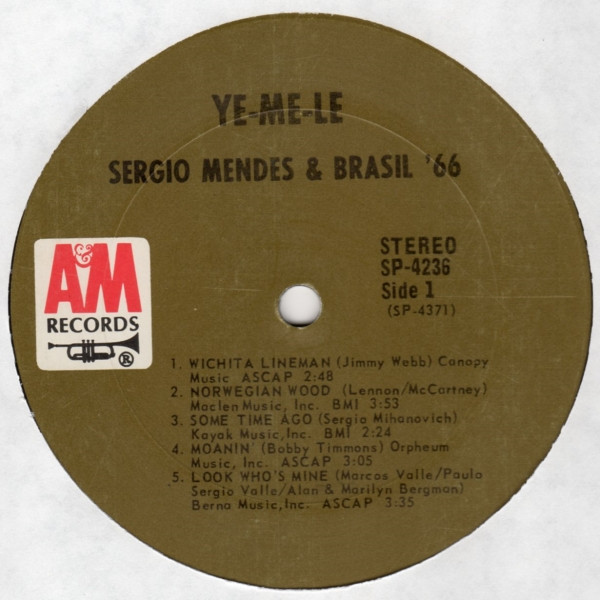 YE-ME-LE
SERGIO MENDES & BRASIL '66
A&M
RECORDS
®
STEREO
SP-4236
Side 1
(SP-4371)
1. WICHITA LINEMAN (Jimmy Webb) Canopy
Music ASCAP 2:48
2. NORWEGIAN WOOD (Lennon/McCartney)
Maclen Music, Inc. BMI 3:53
3. SOME TIME AGO (Sergio Mihanovich)
Kayak Music, Inc. BMI 2:24
4. MOANIN' (Bobby Timmons) Orpheum
Music, Inc. ASCAP 3:05
5. LOOK WHO'S MINE (Marcos Valle/Paulo
Sergio Valle/Alan & Marilyn Bergman)
Berna Music, Inc. ASCAP 3:35